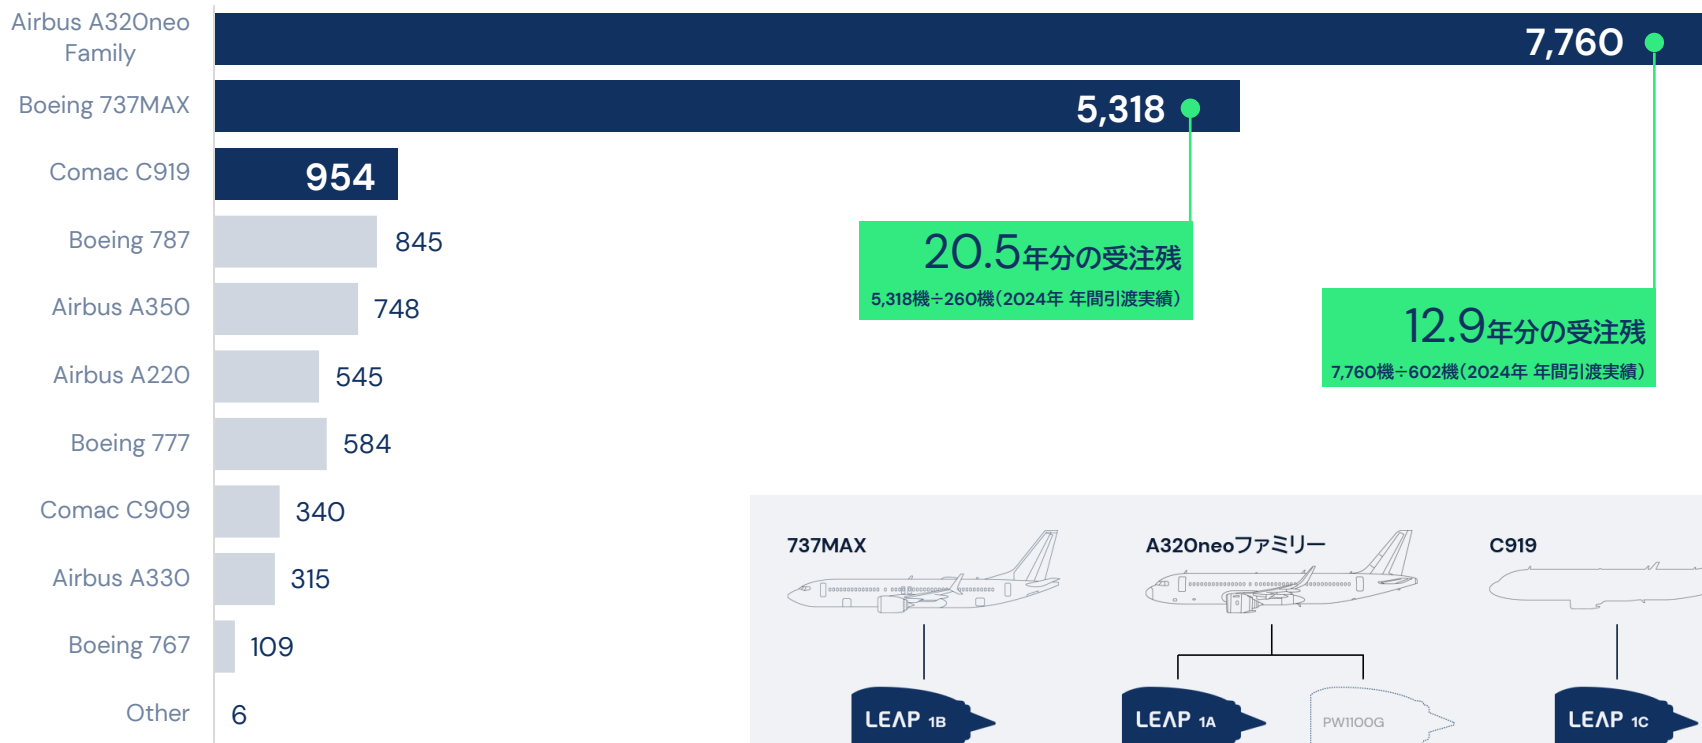 Airbus A320neo
Family
7,760
Boeing 737MAX
5,318
Comac C919
954
Boeing 787
845
Airbus A350
748
Airbus A220
545
Boeing 777
584
Comac C909
340
Airbus A330
315
Boeing 767
109
Other
6
20.5年分の受注残
5,318機÷260機(2024年 年間引渡実績)
12.9年分の受注残
7,760機÷602機(2024年 年間引渡実績)
737MAX
A320neoファミリー
C919
LEAP 1B
LEAP 1A
PW1100G
LEAP 1C